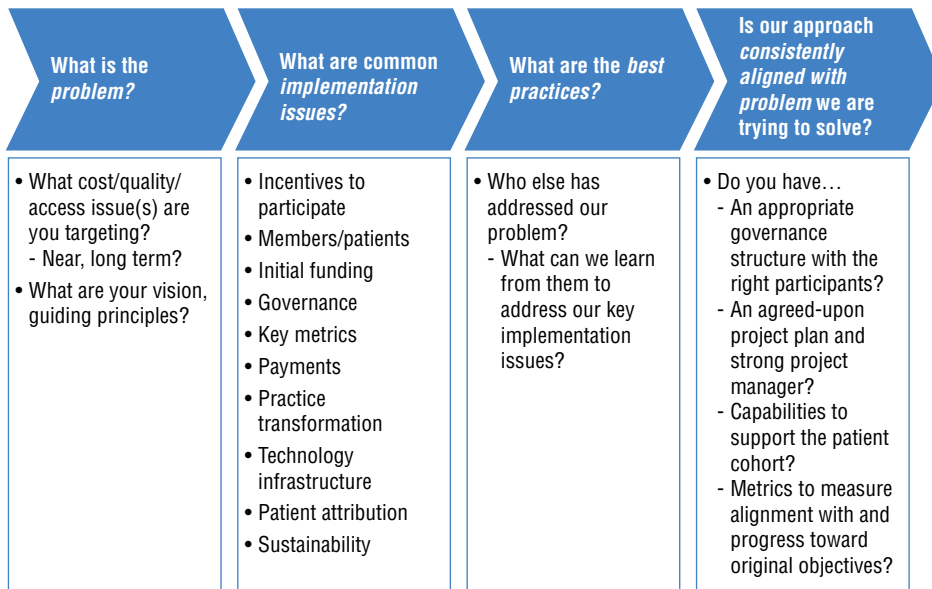 What is the
problem?
What are common
implementation
issues?
What are the best
practices?
Is our approach
consistently
aligned with
problem we are
trying to solve?
• What cost/quality/
access issue(s) are
you targeting?
- Near, long term?
• What are your vision,
guiding principles?
• Incentives to
participate
• Members/patients
• Initial funding
• Governance
• Key metrics
• Payments
• Practice
transformation
• Technology
infrastructure
• Patient attribution
• Sustainability
• Who else has
addressed our
problem?
- What can we learn
from them to
address our key
implementation
issues?
• Do you have…
- An appropriate
governance
structure with the
right participants?
- An agreed-upon
project plan and
strong project
manager?
- Capabilities to
support the patient
cohort?
- Metrics to measure
alignment with and
progress toward
original objectives?